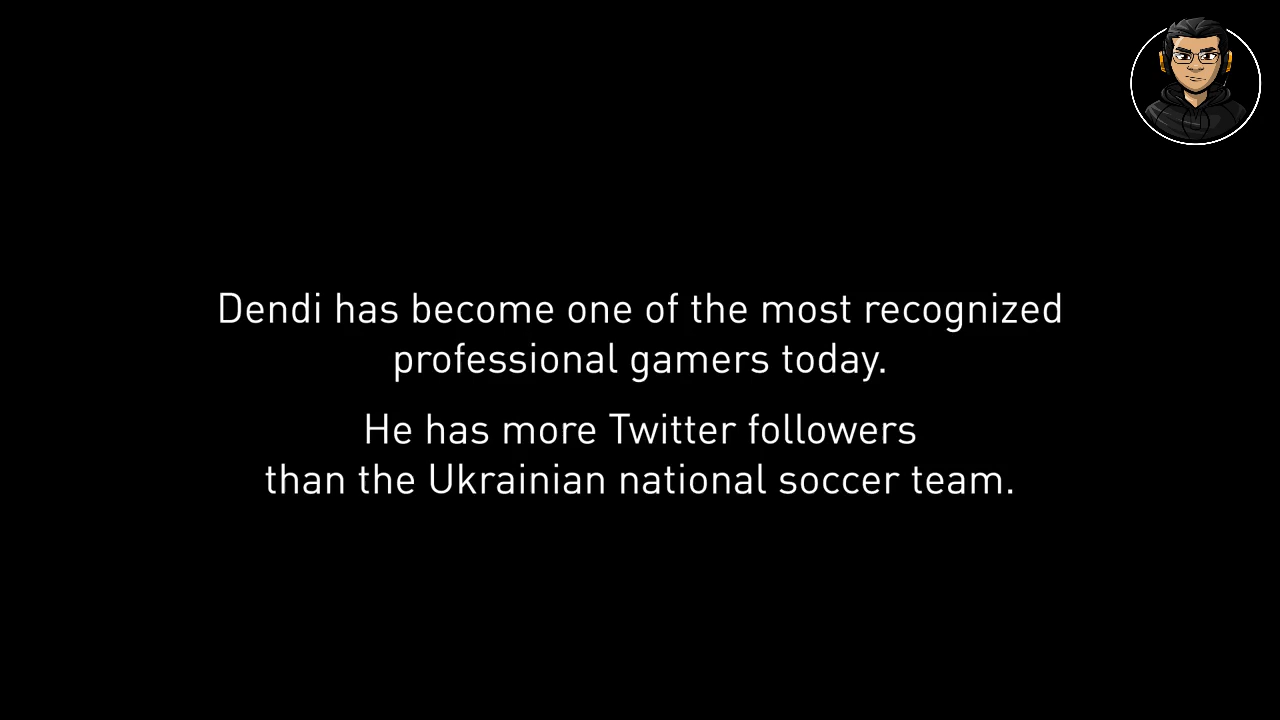 Dendi has become one of the most recognized
professional gamers today.
He has more Twitter followers
than the Ukrainian national soccer team.